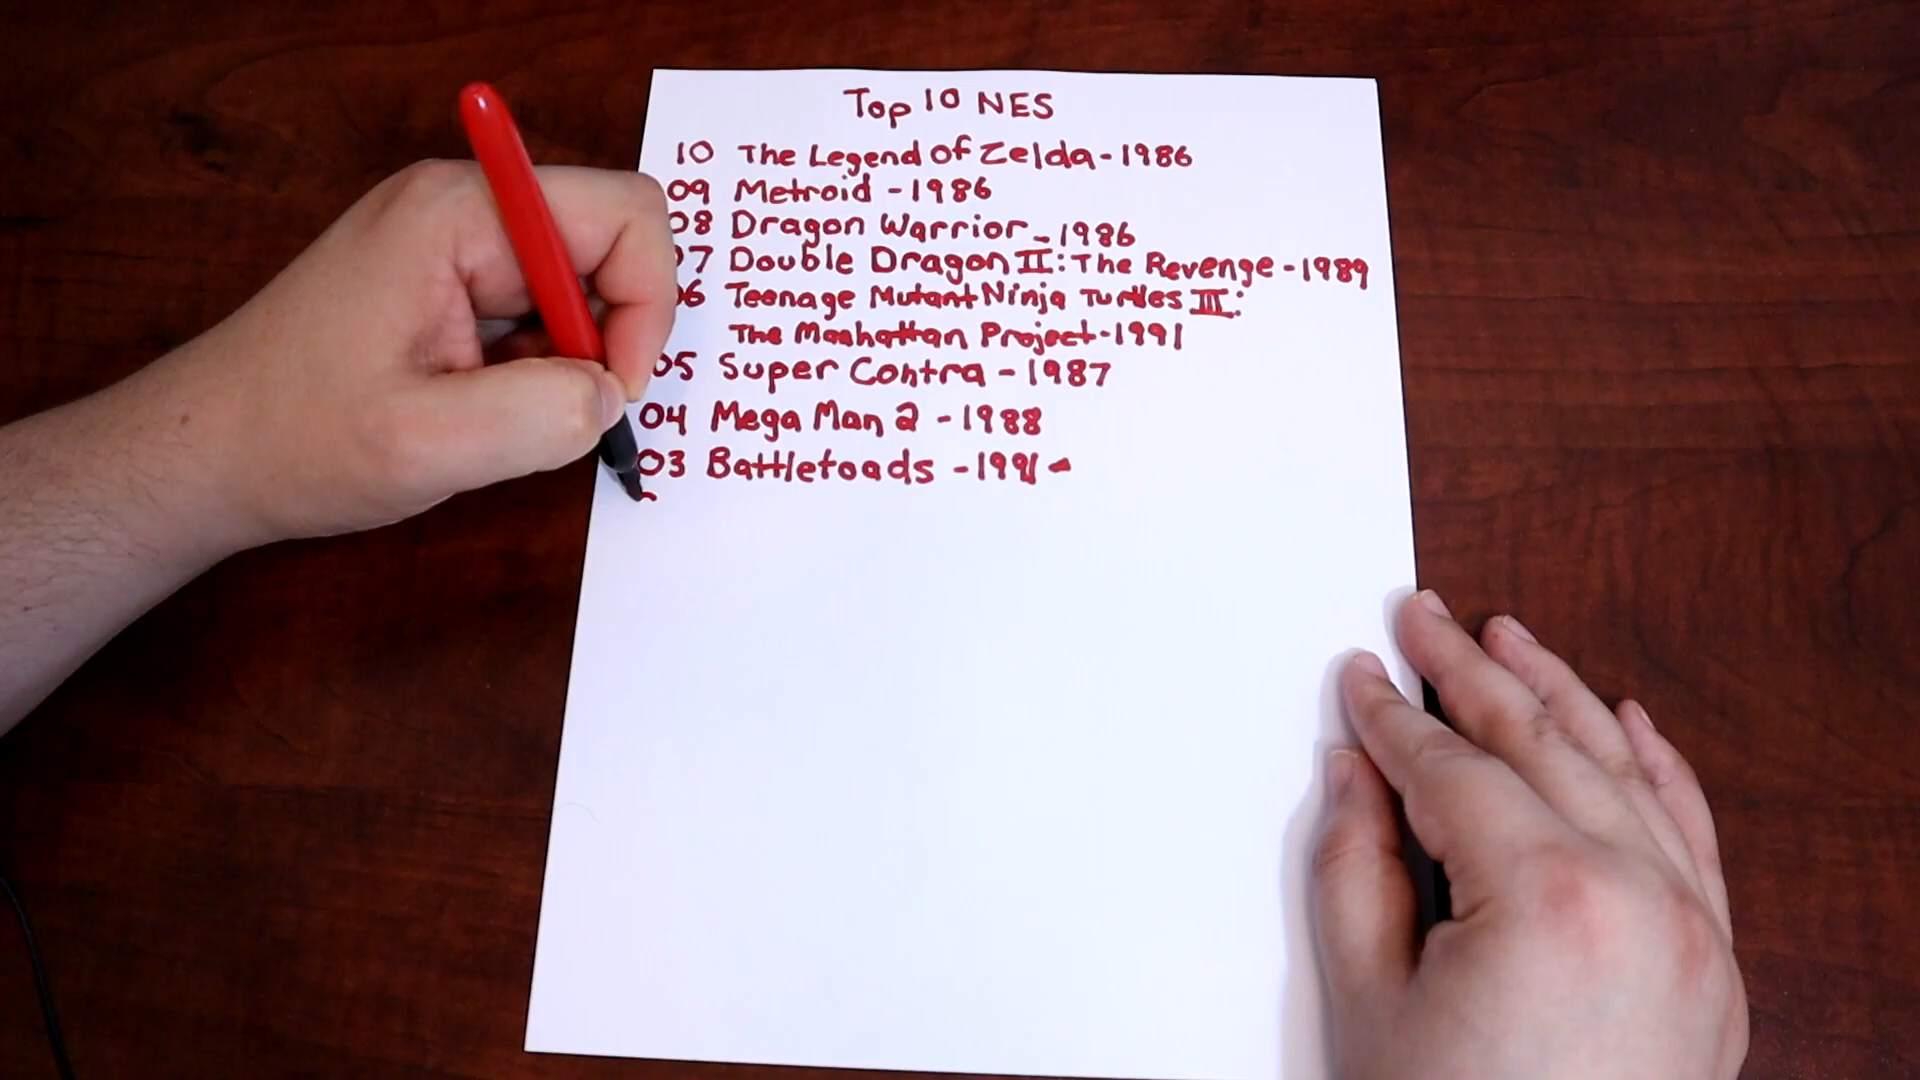 Top 10 NES
10 The Legend Of Zelda - 1986
09 Metroid - 1986
08 Dragon Warrior - 1986
07 Double Dragon II: The Revenge - 1989
06 Teenage Mutant Ninja Turtles III:
The Manhattan Project - 1991
05 Super Contra - 1987
04 Mega Man 2 - 1988
03 Battletoads - 1991 -